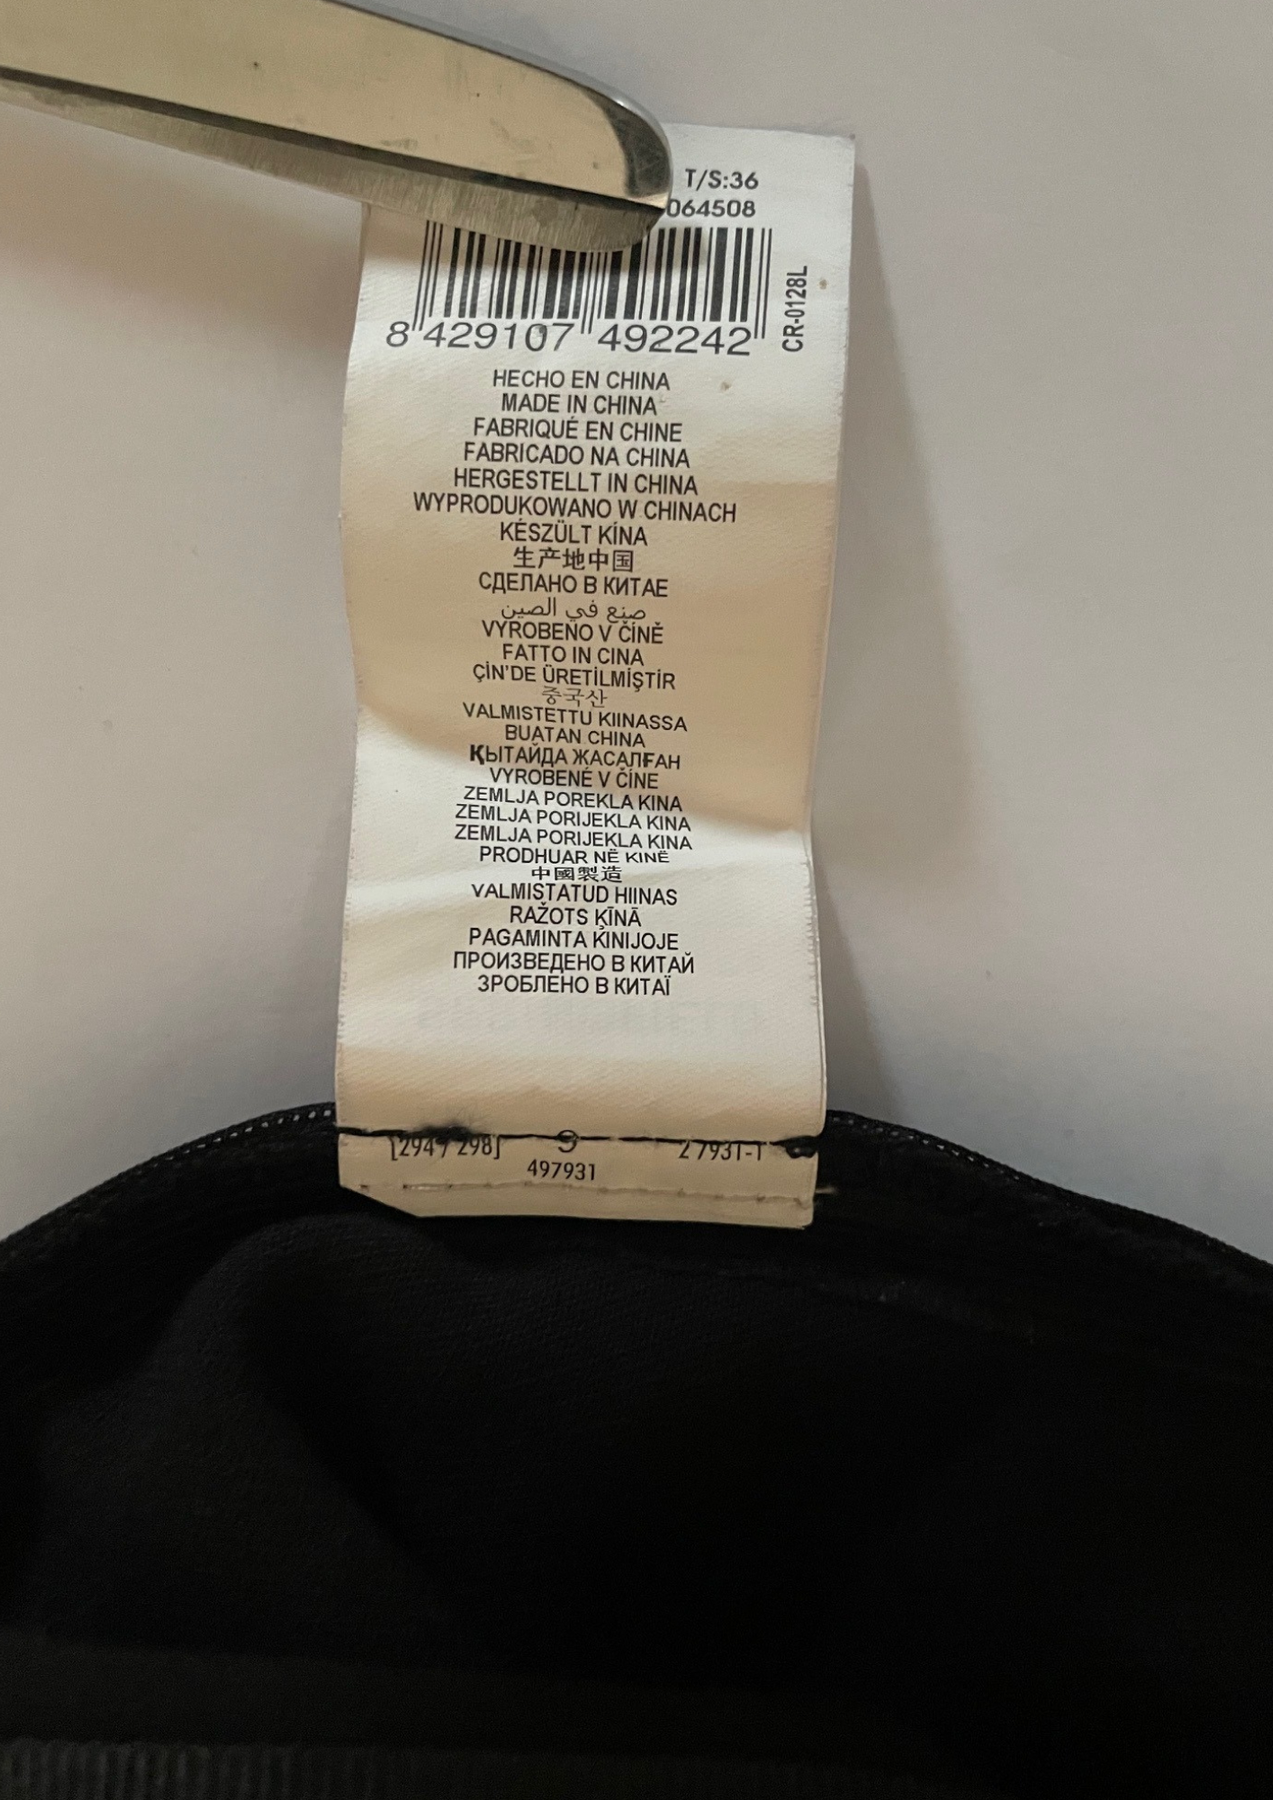 T/S:36
064508
CR-0128L
8 429107 492242
HECHO EN CHINA
MADE IN CHINA
FABRIQUÉ EN CHINE
FABRICADO NA CHINA
HERGESTELLT IN CHINA
WYPRODUKOWANO W CHINACH
KÉSZÜLT KÍNA
生产地中国
СДЕЛАНО В КИТАЕ
صنع في الصين
VYROBENO V ČÍNĚ
FATTO IN CINA
ÇİN'DE ÜRETİLMİŞTİR
중국산
VALMISTETTU KIINASSA
BUATAN CHINA
ҚЫТАЙДА ЖАСАЛҒАН
VYROBENÉ V ČÍNE
ZEMLJA POREKLA KINA
ZEMLJA PORIJEKLA KINA
ZEMLJA PORIJEKLA KINA
PRODHUAR NË KINË
中國製造
VALMISTATUD HIINAS
RAŽOTS ĶĪNĀ
PAGAMINTA KINIJOJE
ПРОИЗВЕДЕНО В КИТАЙ
ЗРОБЛЕНО В КИТАЇ
497931